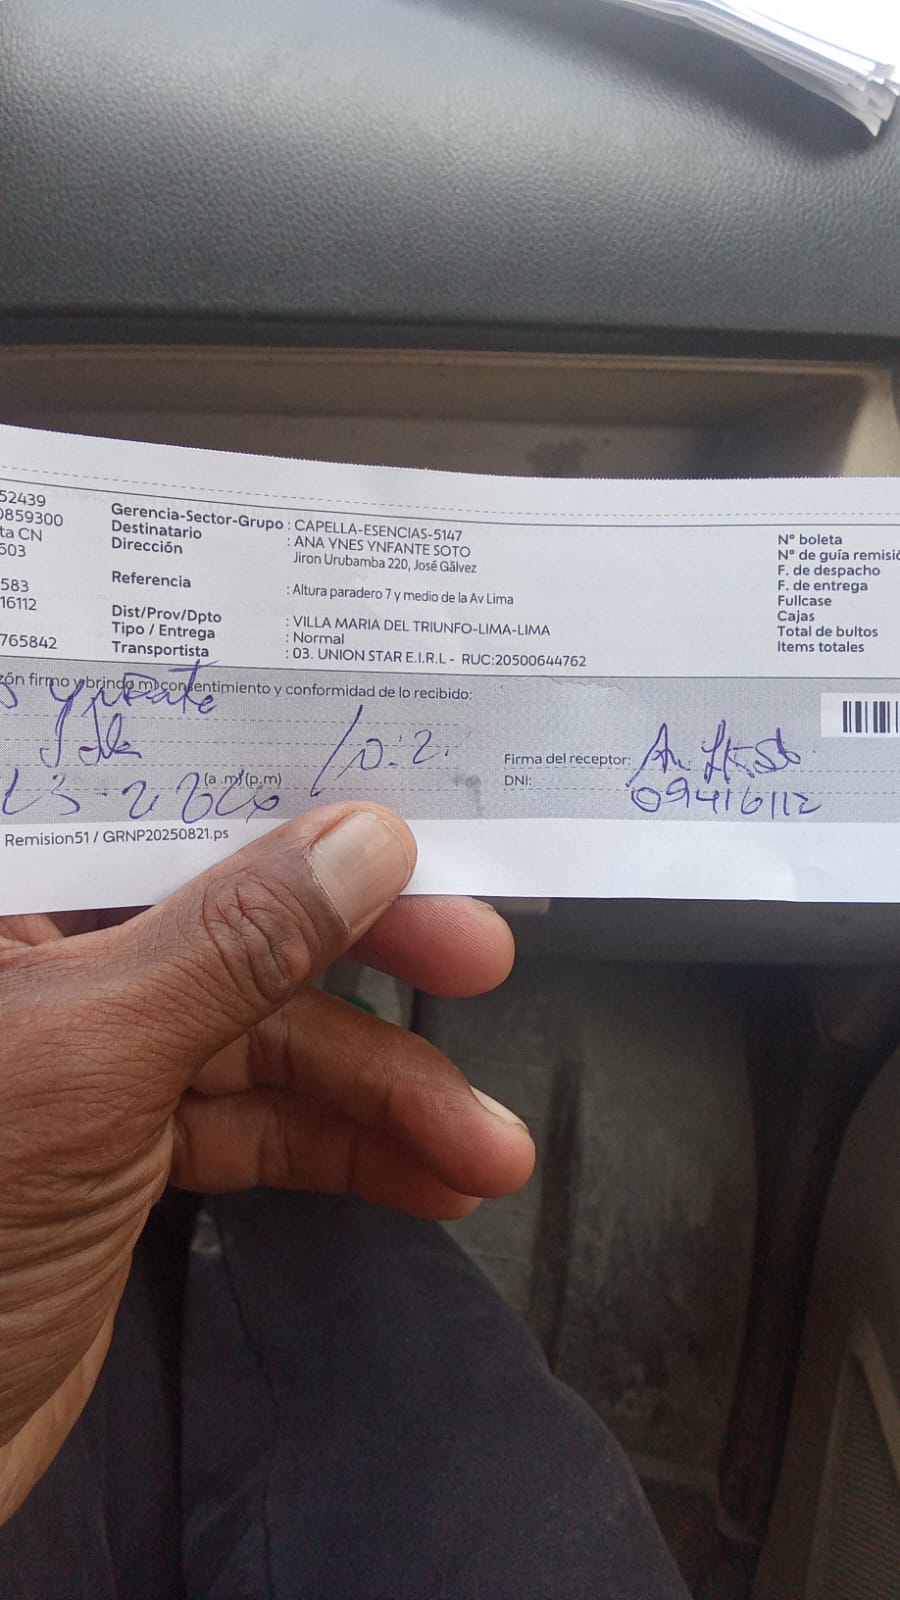 52439
0859300
ta CN
503
583
16112
765842
Gerencia-Sector-Grupo : CAPELLA-ESENCIAS-5147
Destinatario : ANA YNES YNFANTE SOTO
Dirección Jiron Urubamba 220, José Gálvez
Referencia : Altura paradero 7 y medio de la Av Lima
Dist/Prov/Dpto : VILLA MARIA DEL TRIUNFO-LIMA-LIMA
Tipo / Entrega : Normal
Transportista : 03. UNION STAR E.I.R.L - RUC:20500644762
N° boleta
N° de guía remisió
F. de despacho
F. de entrega
Fullcase
Cajas
Total de bultos
Items totales
zón firmo y brindo mi consentimiento y conformidad de lo recibido:
Ynfante
(a.m)(p.m)
10:2
Firma del receptor:
DNI: 09416112
Remision51 / GRNP20250821.ps